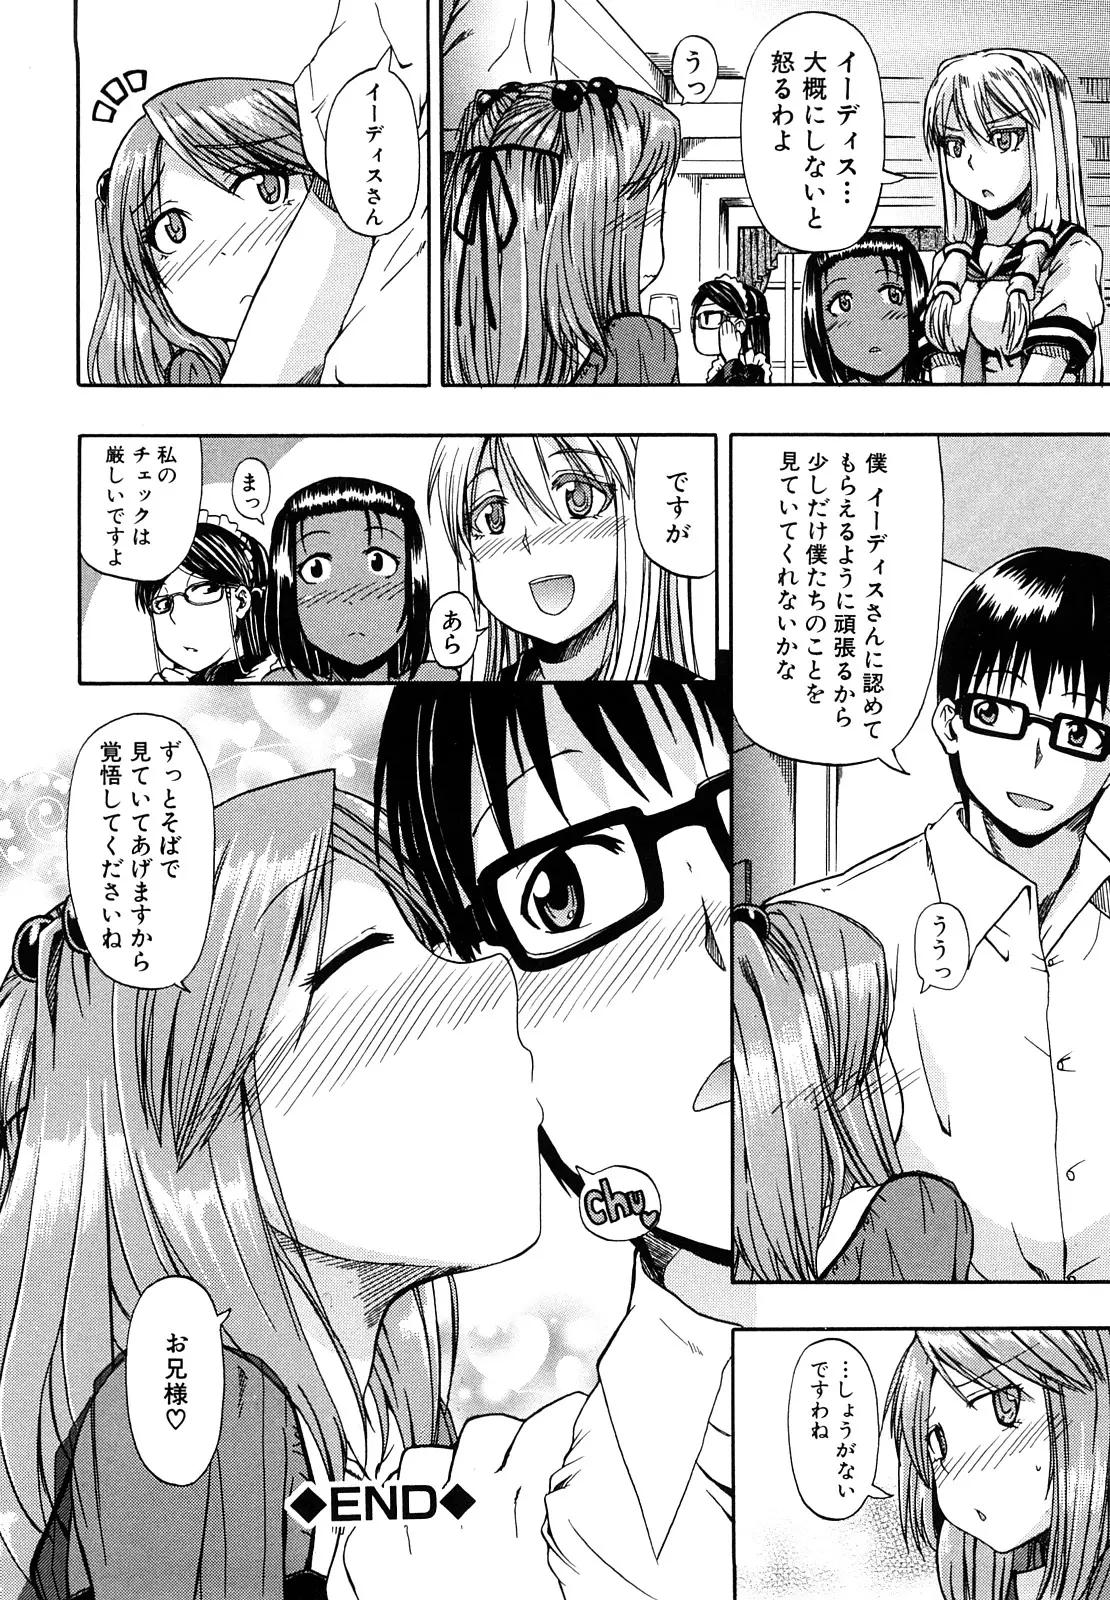 イーディス…
大概にしないと
怒るわよ
うっ
イーディスさん
僕 イーディスさんに認めて
もらえるように頑張るから
少しだけ僕たちのことを
見ていてくれないかな
ううっ
ですが
あら
まっ
私の
チェックは
厳しいですよ
…しょうがない
ですわね
ずっとそばで
見ていてあげますから
覚悟してくださいね
chu♥
お兄様♡
◆END◆